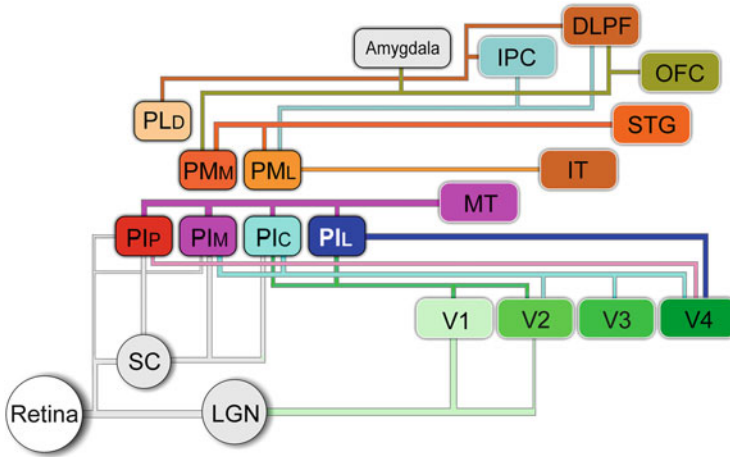 DLPF
Amygdala
IPC
OFC
PLD
STG
PMM
PML
IT
MT
PIP
PIM
PIC
PIL
V1
V2
V3
V4
SC
Retina
LGN